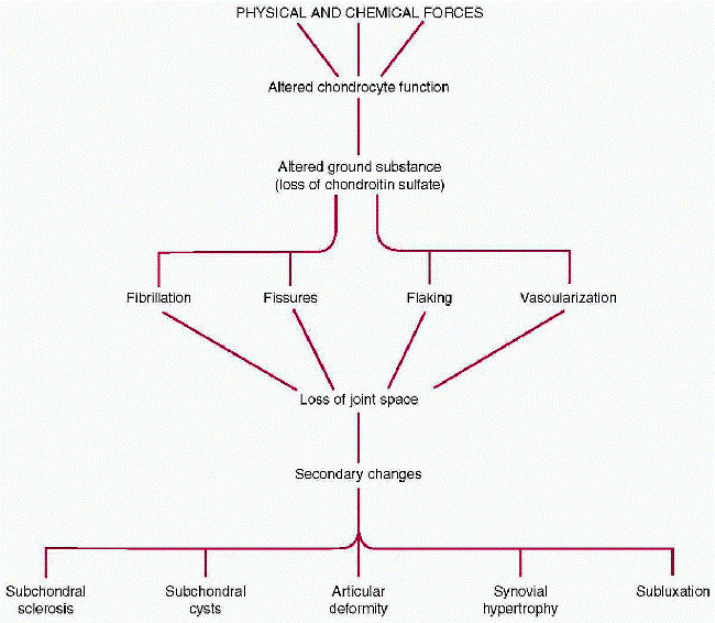 PHYSICAL AND CHEMICAL FORCES
Altered chondrocyte function
Altered ground substance
(loss of chondroitin sulfate)
Fibrillation
Fissures
Flaking
Vascularization
Loss of joint space
Secondary changes
Subchondral
sclerosis
Subchondral
cysts
Articular
deformity
Synovial
hypertrophy
Subluxation